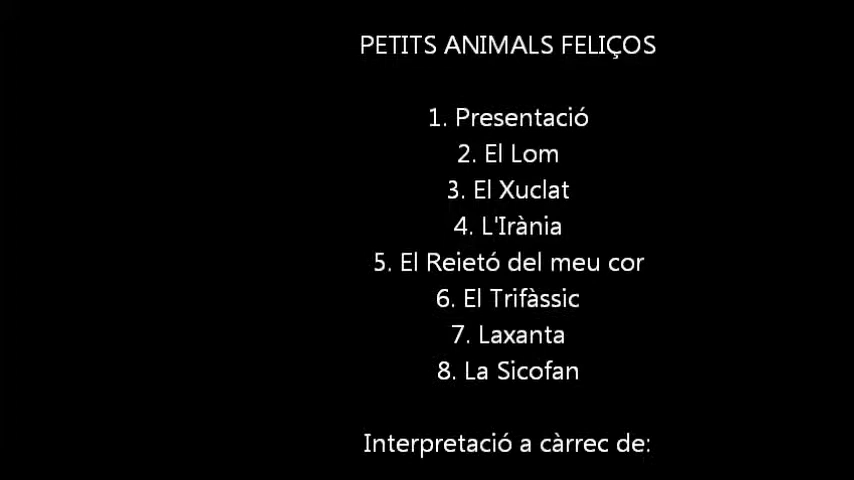 PETITS ANIMALS FELIÇOS
1. Presentació
2. El Lom
3. El Xuclat
4. L'Irània
5. El Reietó del meu cor
6. El Trifàssic
7. Laxanta
8. La Sicofan
Interpretació a càrrec de: